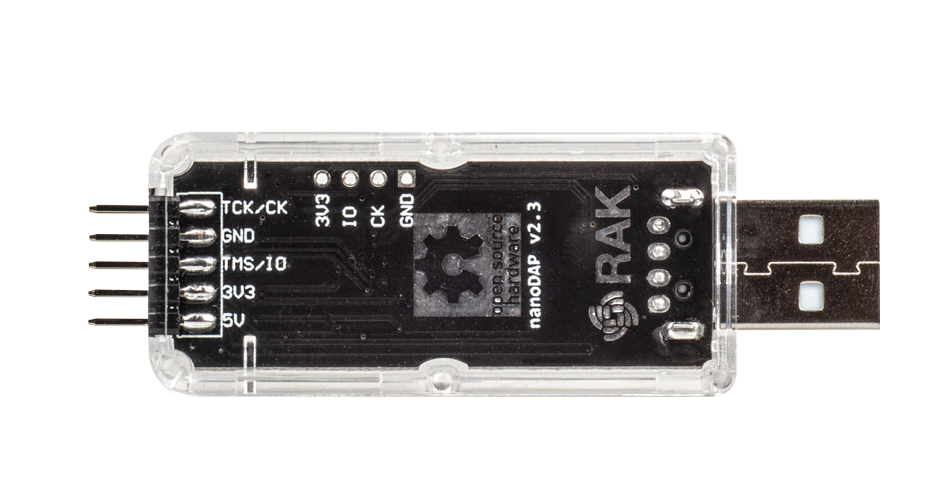 TCK/CK
GND
TMS/IO
3V3
5V
3V3
IO
CK
GND
open source
hardware
nanoDAP v2.3
RAK